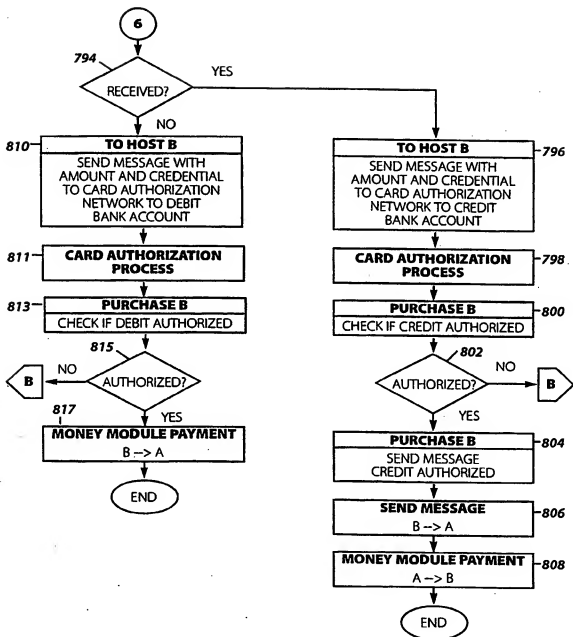 6
794
RECEIVED?
YES
NO
810
TO HOST B
SEND MESSAGE WITH
AMOUNT AND CREDENTIAL
TO CARD AUTHORIZATION
NETWORK TO DEBIT
BANK ACCOUNT
811
CARD AUTHORIZATION
PROCESS
813
PURCHASE B
CHECK IF DEBIT AUTHORIZED
815
AUTHORIZED?
NO
B
YES
817
MONEY MODULE PAYMENT
B --> A
END
796
TO HOST B
SEND MESSAGE WITH
AMOUNT AND CREDENTIAL
TO CARD AUTHORIZATION
NETWORK TO CREDIT
BANK ACCOUNT
CARD AUTHORIZATION
PROCESS
798
PURCHASE B
800
CHECK IF CREDIT AUTHORIZED
802
AUTHORIZED?
NO
B
YES
PURCHASE B
804
SEND MESSAGE
CREDIT AUTHORIZED
SEND MESSAGE
806
B --> A
MONEY MODULE PAYMENT
808
A --> B
END